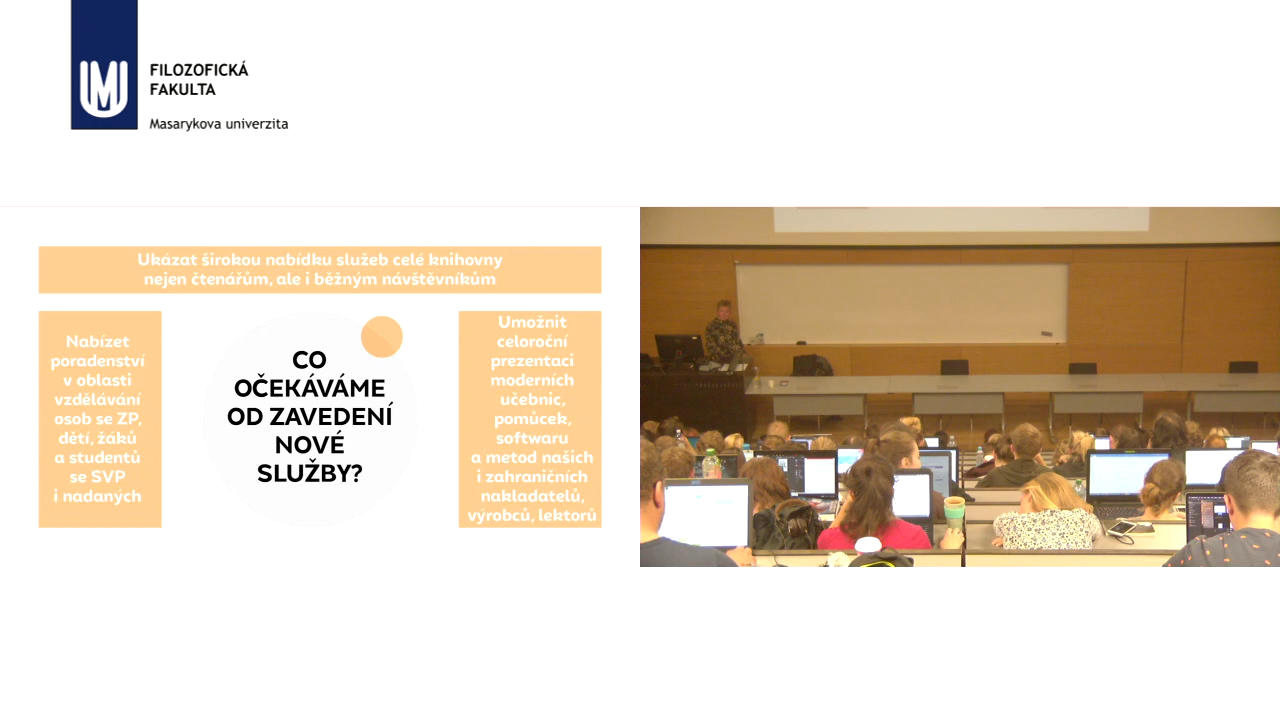 FILOZOFICKÁ
FAKULTA
Masarykova univerzita
Ukázat širokou nabídku služeb celé knihovny
nejen čtenářům, ale i běžným návštěvníkům
Nabízet
poradenství
v oblasti
vzdělávání
osob se ZP,
dětí, žáků
a studentů
se SVP
i nadaných
CO
OČEKÁVÁME
OD ZAVEDENÍ
NOVÉ
SLUŽBY?
Umožnit
celoroční
prezentaci
moderních
učebnic,
pomůcek,
softwaru
a metod našich
i zahraničních
nakladatelů,
výrobců, lektorů